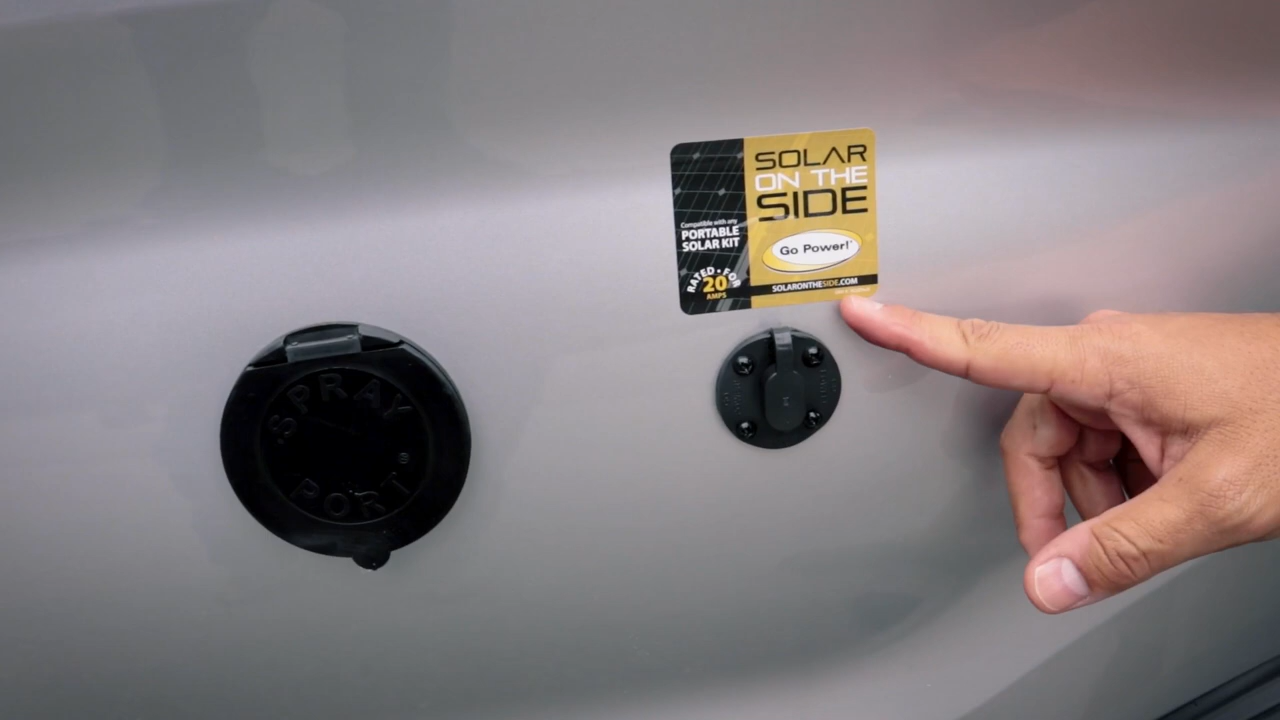 SOLAR
ON THE
SIDE
Compatible with any
PORTABLE
SOLAR KIT
Go Power!
RATED • FOR
20
AMPS
SOLARONTHESIDE.COM
SPRAY
PORT®